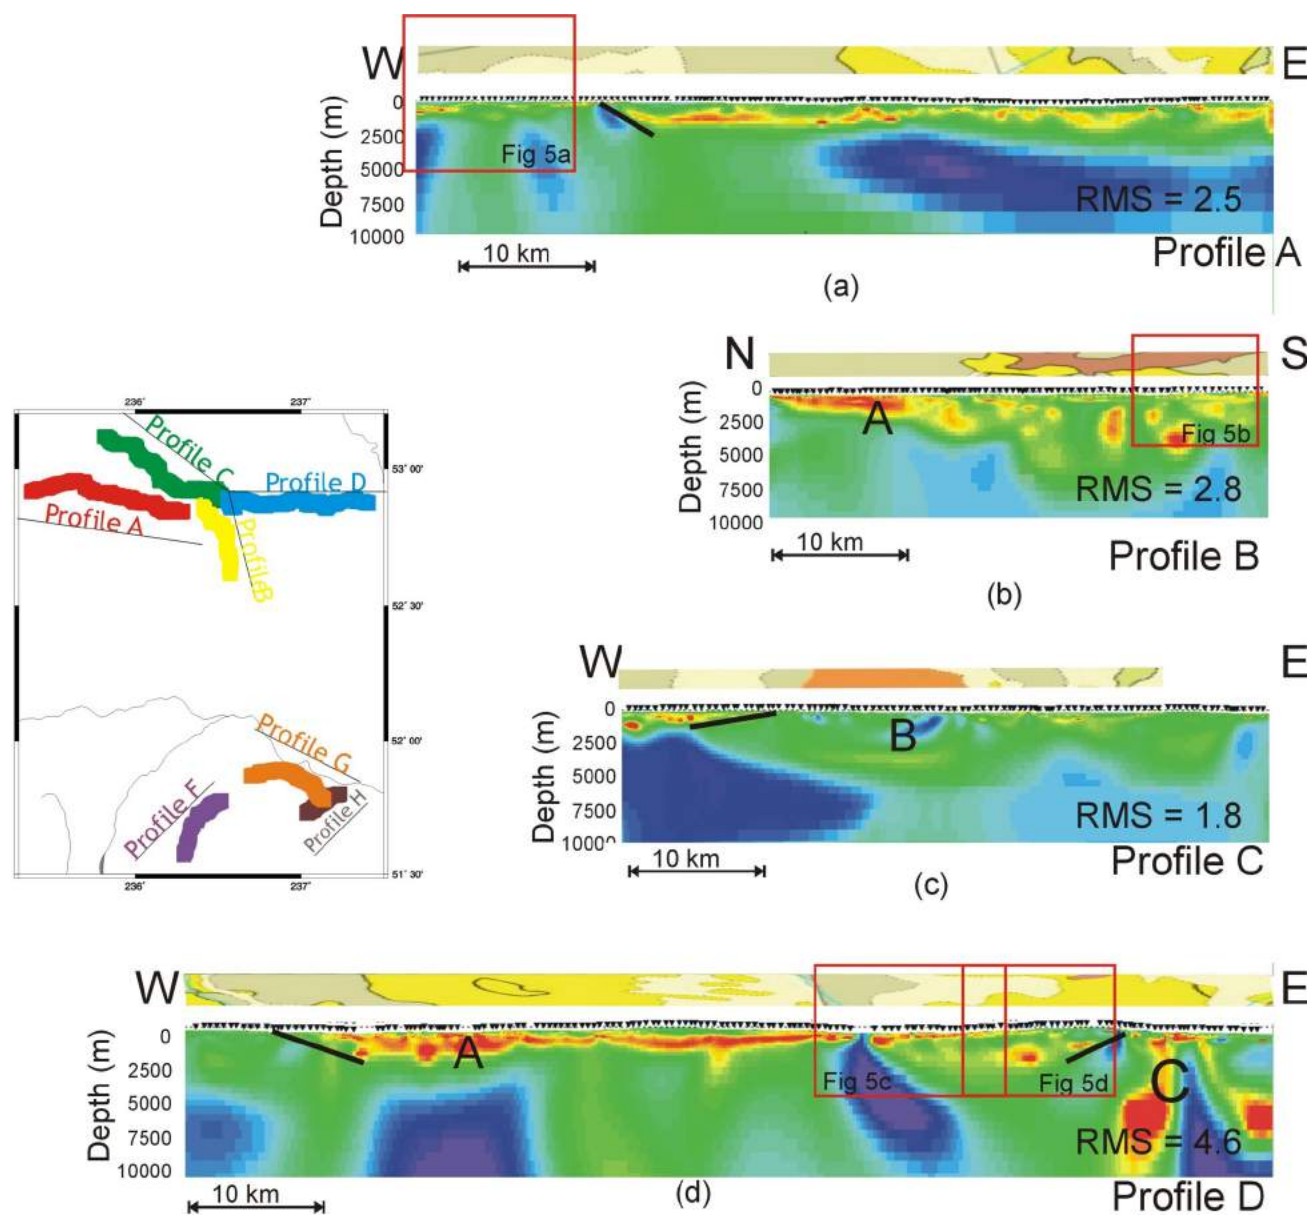 W
E
Depth (m)
0
2500
5000
7500
10000
Fig 5a
RMS = 2.5
10 km
Profile A
(a)
N
S
Depth (m)
0
2500
5000
7500
10000
A
Fig 5b
RMS = 2.8
10 km
Profile B
(b)
236°
237°
Profile C
Profile D
Profile A
Profile B
53° 00'
52° 30'
52° 00'
51° 30'
Profile G
Profile F
Profile H
236°
237°
W
E
Depth (m)
0
2500
5000
7500
1000
B
RMS = 1.8
10 km
Profile C
(c)
W
E
Depth (m)
0
2500
5000
7500
10000
A
Fig 5c
Fig 5d
C
RMS = 4.6
10 km
(d)
Profile D